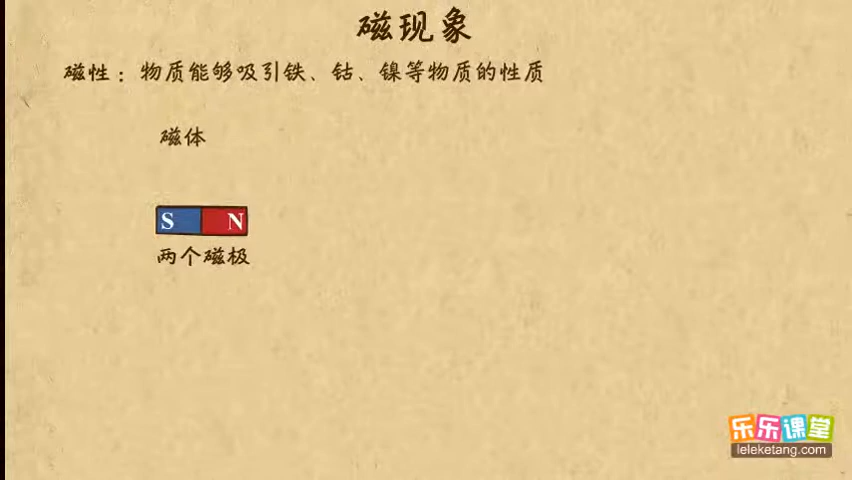 磁现象
磁性：物质能够吸引铁、钴、镍等物质的性质
磁体
S N
两个磁极
乐乐课堂
leleketang.com